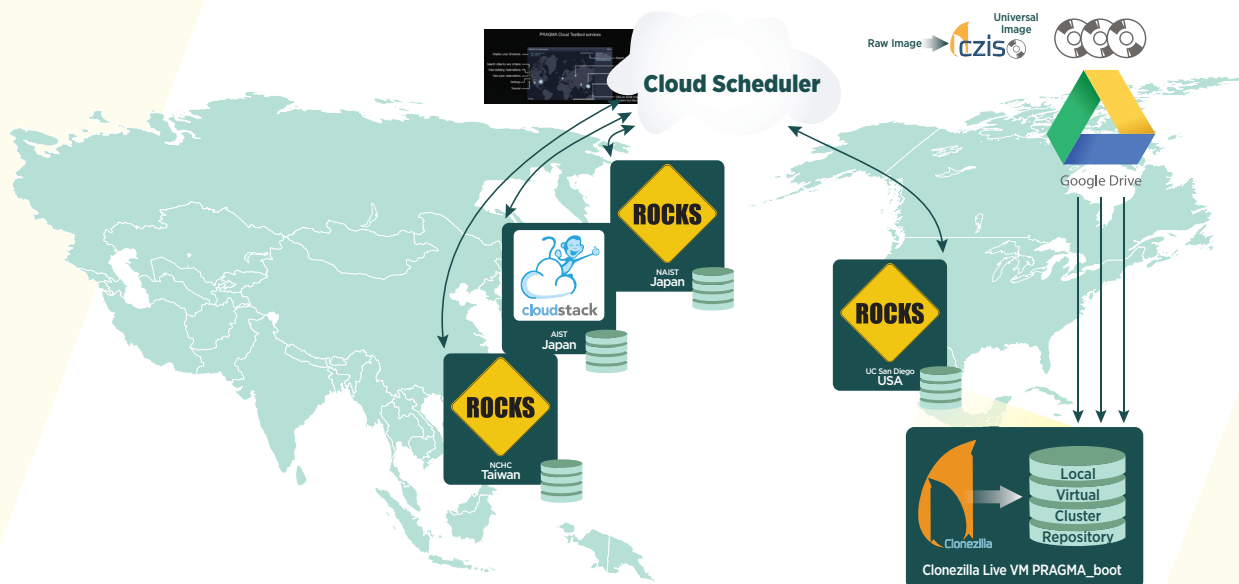 PRAGMA Cloud Testbed services
Cloud Scheduler
Raw Image
Universal
Image
czis
Google Drive
ROCKS
NAIST
Japan
cloudstack
AIST
Japan
ROCKS
NCHC
Taiwan
ROCKS
UC San Diego
USA
Clonezilla
Local
Virtual
Cluster
Repository
Clonezilla Live VM PRAGMA_boot